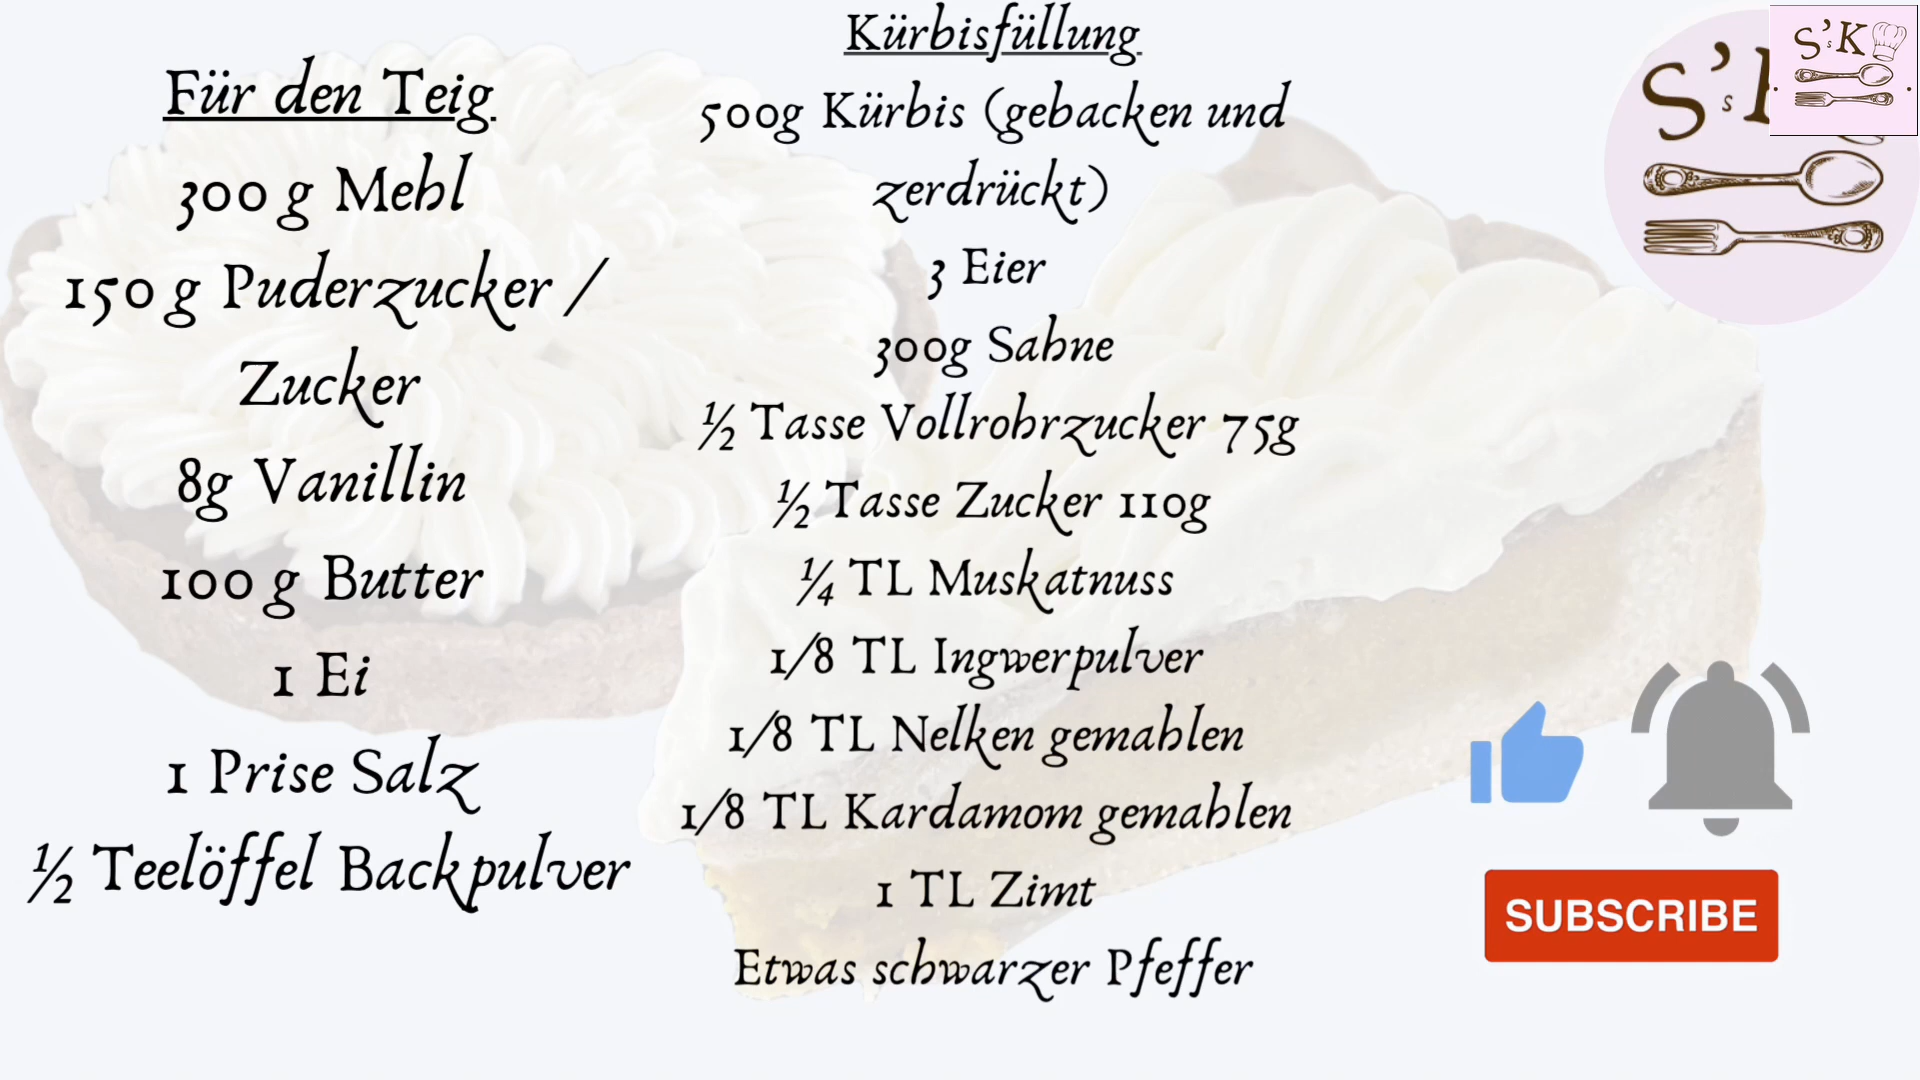 Für den Teig
300 g Mehl
150 g Puderzucker /
Zucker
8g Vanillin
100 g Butter
1 Ei
1 Prise Salz
½ Teelöffel Backpulver
Kürbisfüllung
500g Kürbis (gebacken und
zerdrückt)
3 Eier
300g Sahne
½ Tasse Vollrohrzucker 75g
½ Tasse Zucker 110g
¼ TL Muskatnuss
1/8 TL Ingwerpulver
1/8 TL Nelken gemahlen
1/8 TL Kardamom gemahlen
1 TL Zimt
Etwas schwarzer Pfeffer
S's K
SUBSCRIBE